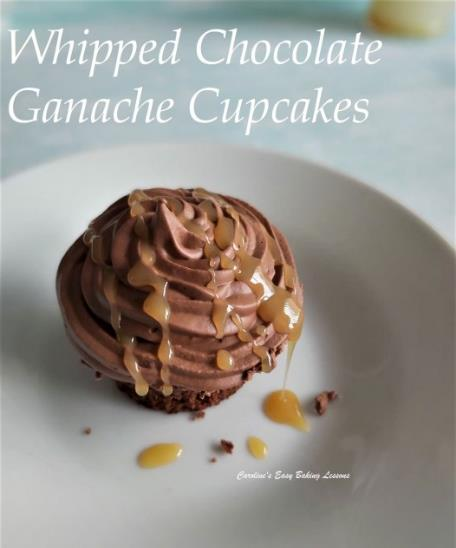 Whipped Chocolate
Ganache Cupcakes
Caroline's Easy Baking Lessons